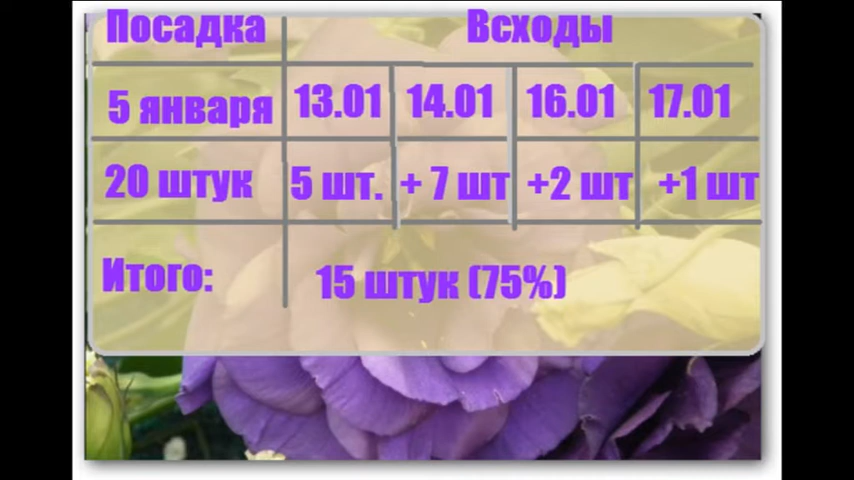 Посадка Всходы
5 января 13.01 14.01 16.01 17.01
20 штук 5 шт. + 7 шт +2 шт +1 шт
Итого: 15 штук (75%)